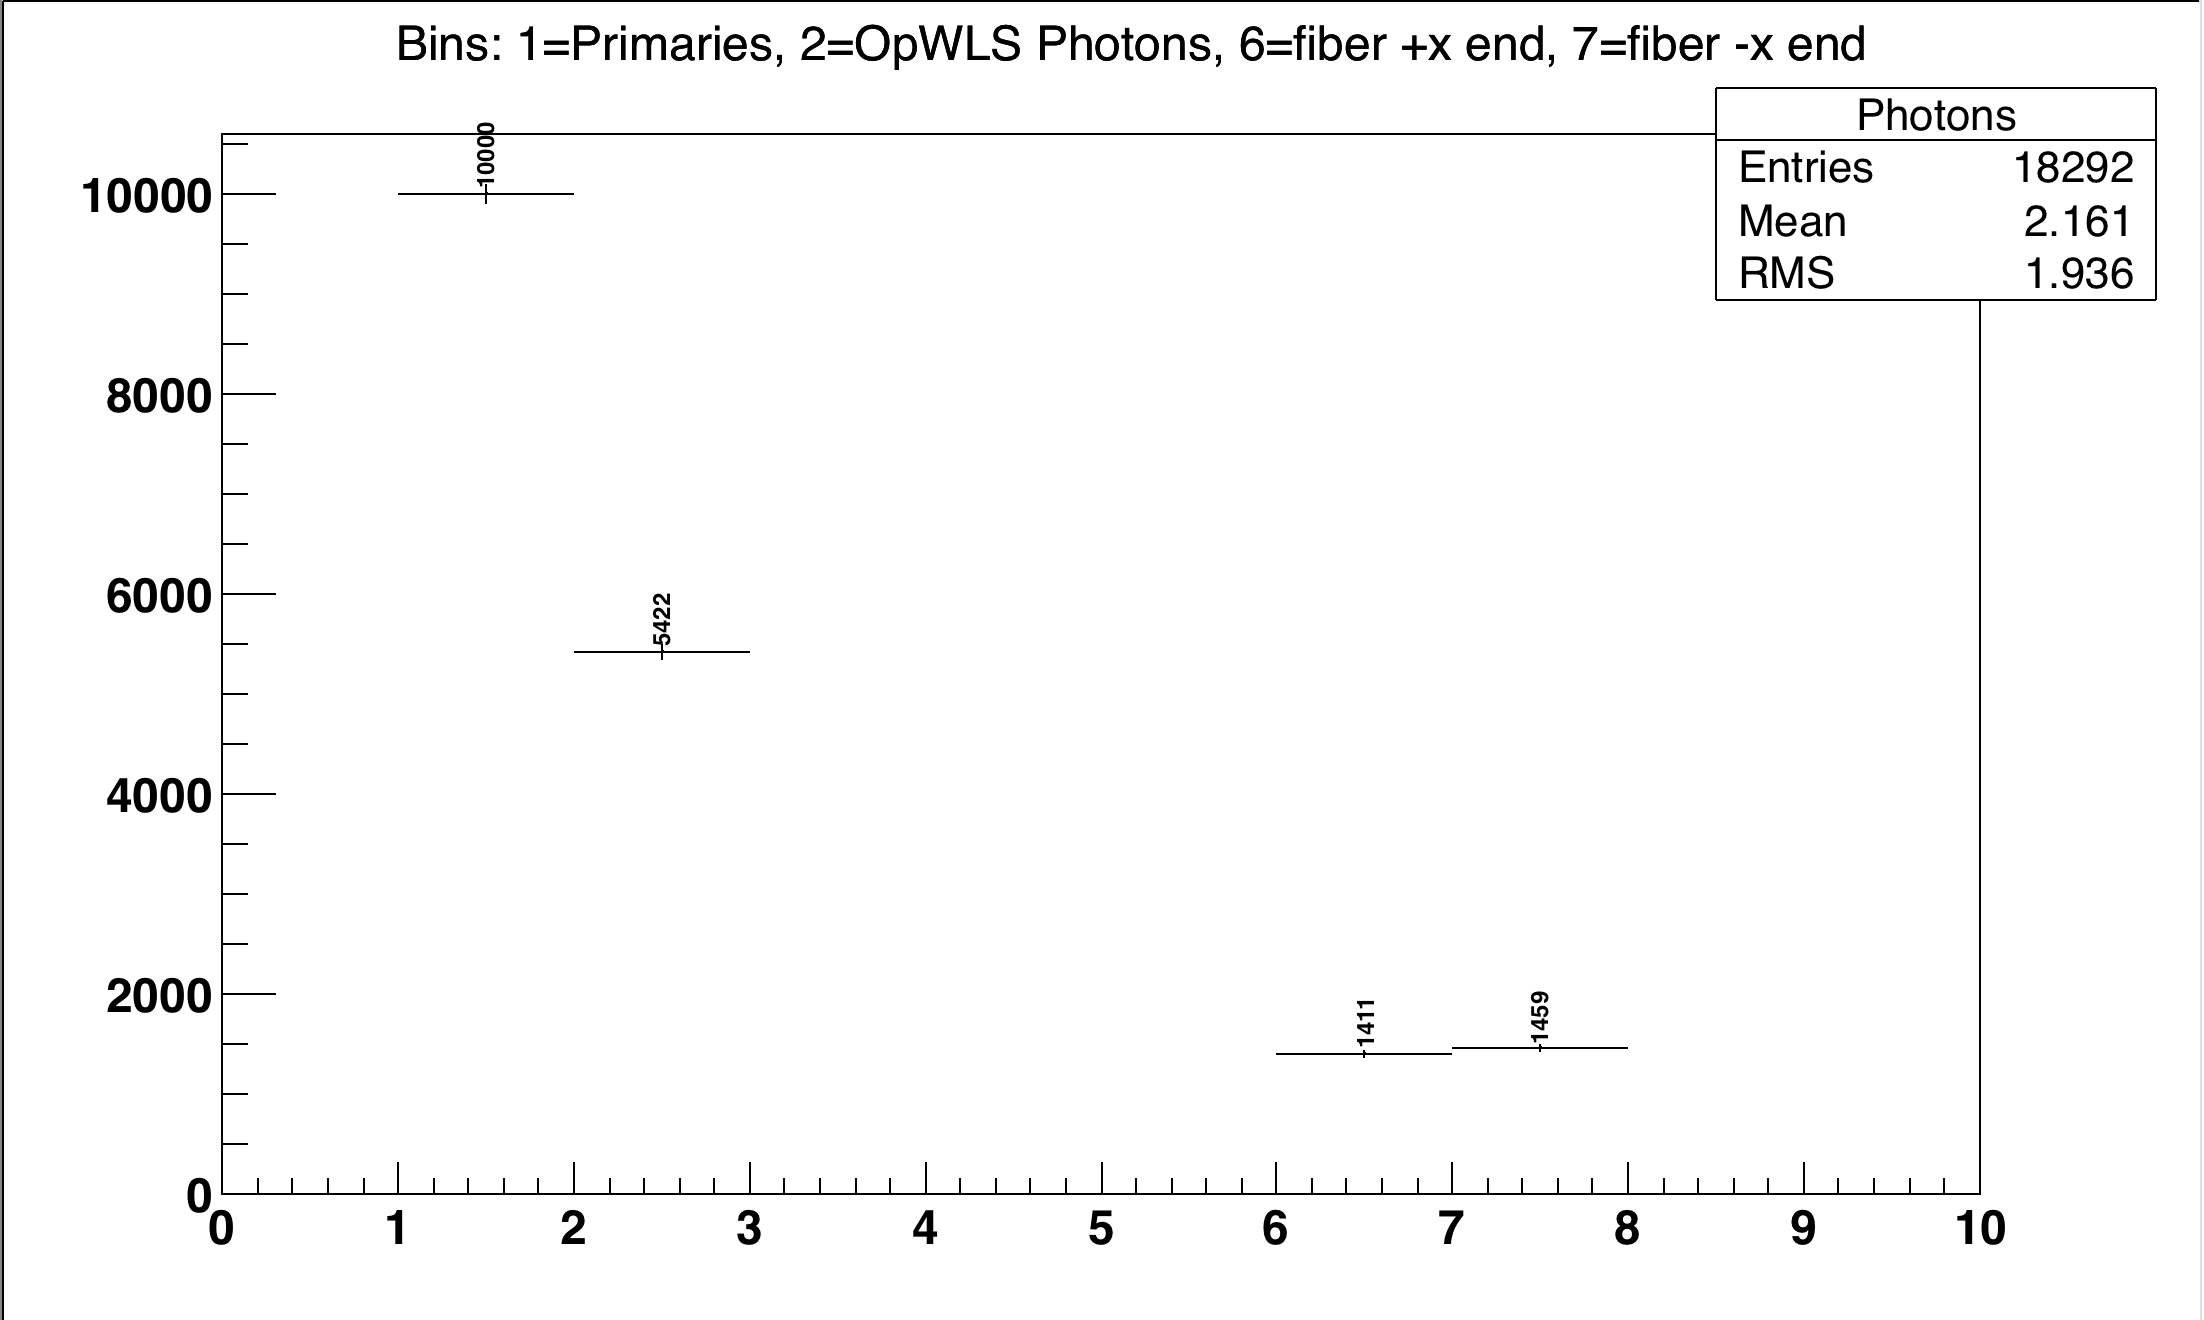 Bins: 1=Primaries, 2=OpWLS Photons, 6=fiber +x end, 7=fiber -x end
Photons
Entries 18292
Mean 2.161
RMS 1.936
10000
8000
6000
4000
2000
0
10000
5422
1411
1459
0 1 2 3 4 5 6 7 8 9 10